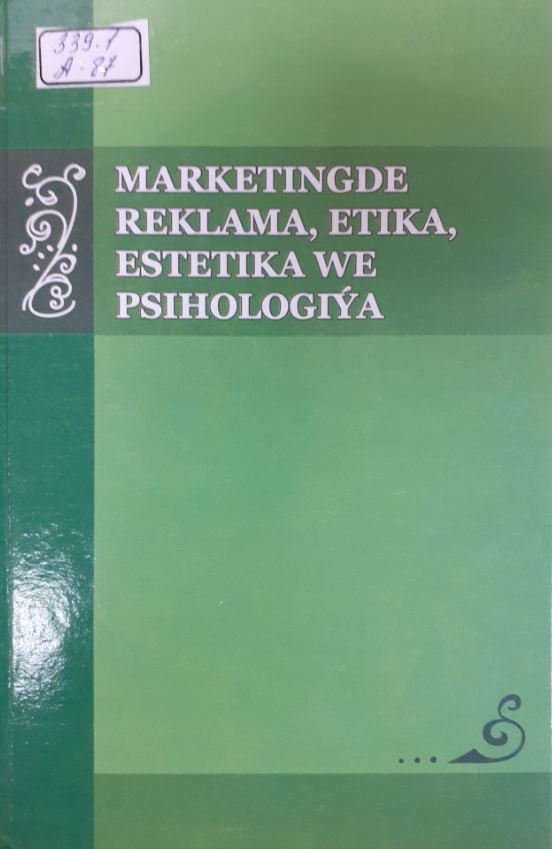 339.1
A-87
MARKETINGDE
REKLAMA, ETIKA,
ESTETIKA WE
PSIHOLOGIÝA